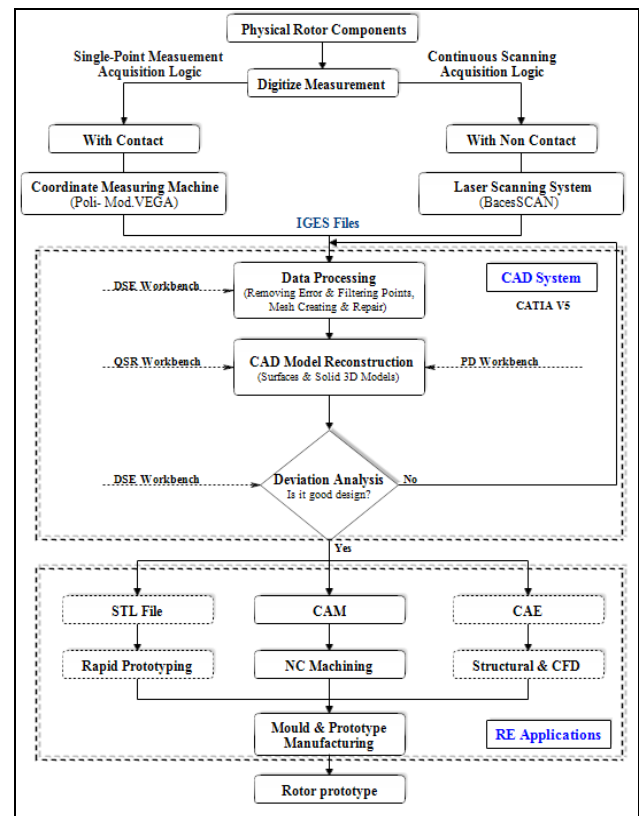 Physical Rotor Components
Single-Point Measuement
Acquisition Logic
Continuous Scanning
Acquisition Logic
Digitize Measurement
With Contact
With Non Contact
Coordinate Measuring Machine
(Poli- Mod.VEGA)
Laser Scanning System
(BacesSCAN)
IGES Files
Data Processing
(Removing Error & Filtering Points,
Mesh Creating & Repair)
DSE Workbench
CAD System
CATIA V5
QSR Workbench
CAD Model Reconstruction
(Surfaces & Solid 3D Models)
PD Workbench
DSE Workbench
Deviation Analysis
Is it good design?
No
Yes
STL File
CAM
CAE
Rapid Prototyping
NC Machining
Structural & CFD
Mould & Prototype
Manufacturing
RE Applications
Rotor prototype